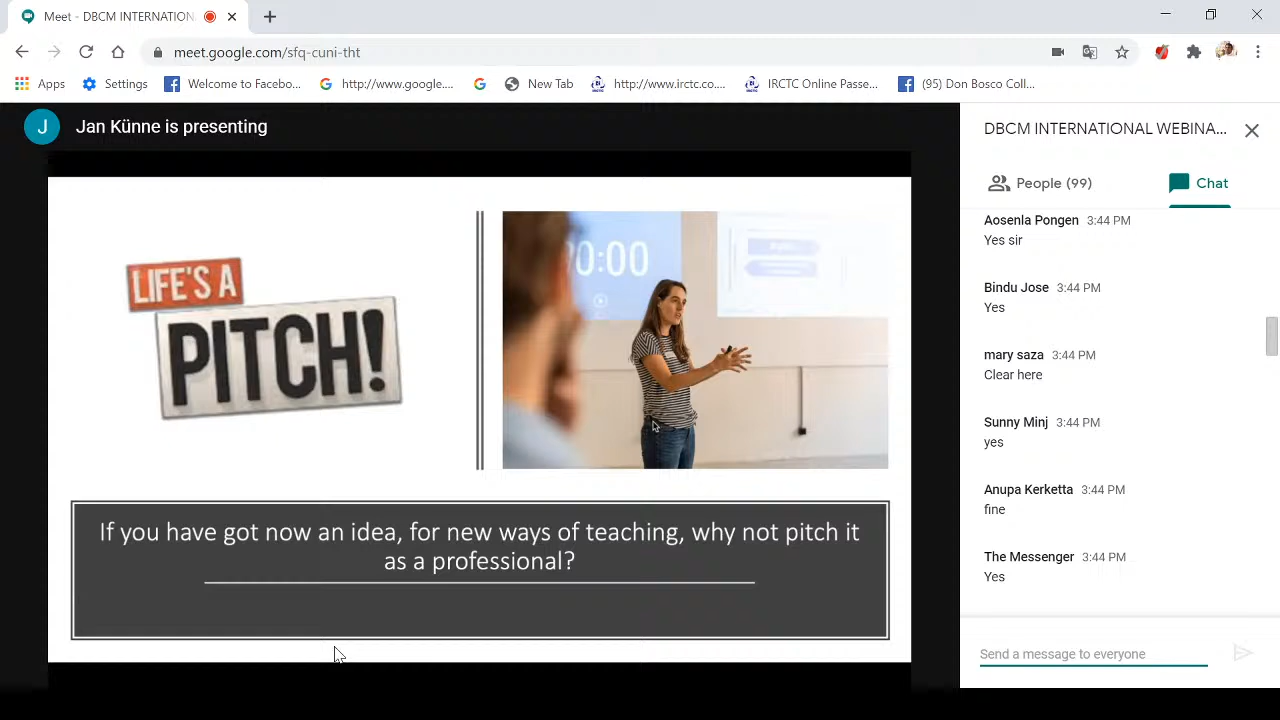 Meet - DBCM INTERNATION
meet.google.com/sfq-cuni-tht
Apps
Settings
Welcome to Facebo...
http://www.google....
New Tab
http://www.irctc.co....
IRCTC Online Passe...
(95) Don Bosco Coll...
J
Jan Künne is presenting
LIFE'S A
PITCH!
0:00
If you have got now an idea, for new ways of teaching, why not pitch it
as a professional?
DBCM INTERNATIONAL WEBINA...
People (99)
Chat
Aosenla Pongen 3:44 PM
Yes sir
Bindu Jose 3:44 PM
Yes
mary saza 3:44 PM
Clear here
Sunny Minj 3:44 PM
yes
Anupa Kerketta 3:44 PM
fine
The Messenger 3:44 PM
Yes
Send a message to everyone